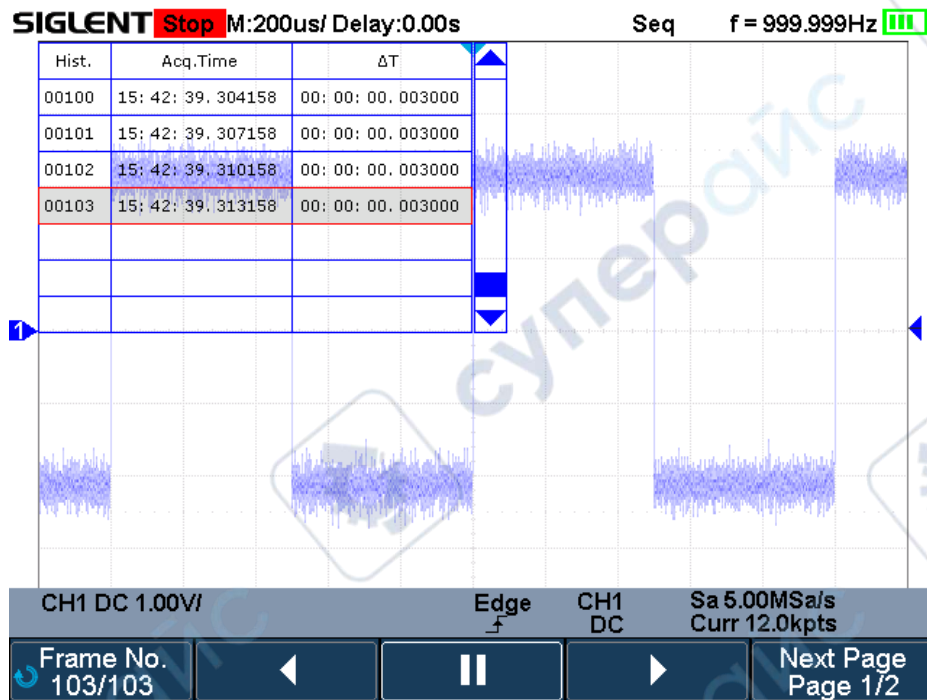 SIGLENT Stop M:200us/ Delay:0.00s Seq f = 999.999Hz
Hist. Acq.Time ΔT
00100 15: 42: 39. 304158 00: 00: 00. 003000
00101 15: 42: 39. 307158 00: 00: 00. 003000
00102 15: 42: 39. 310158 00: 00: 00. 003000
00103 15: 42: 39. 313158 00: 00: 00. 003000
1
суперайс
CH1 DC 1.00V/ Edge CH1 Sa 5.00MSa/s
DC Curr 12.0kpts
Frame No. Next Page
103/103 Page 1/2